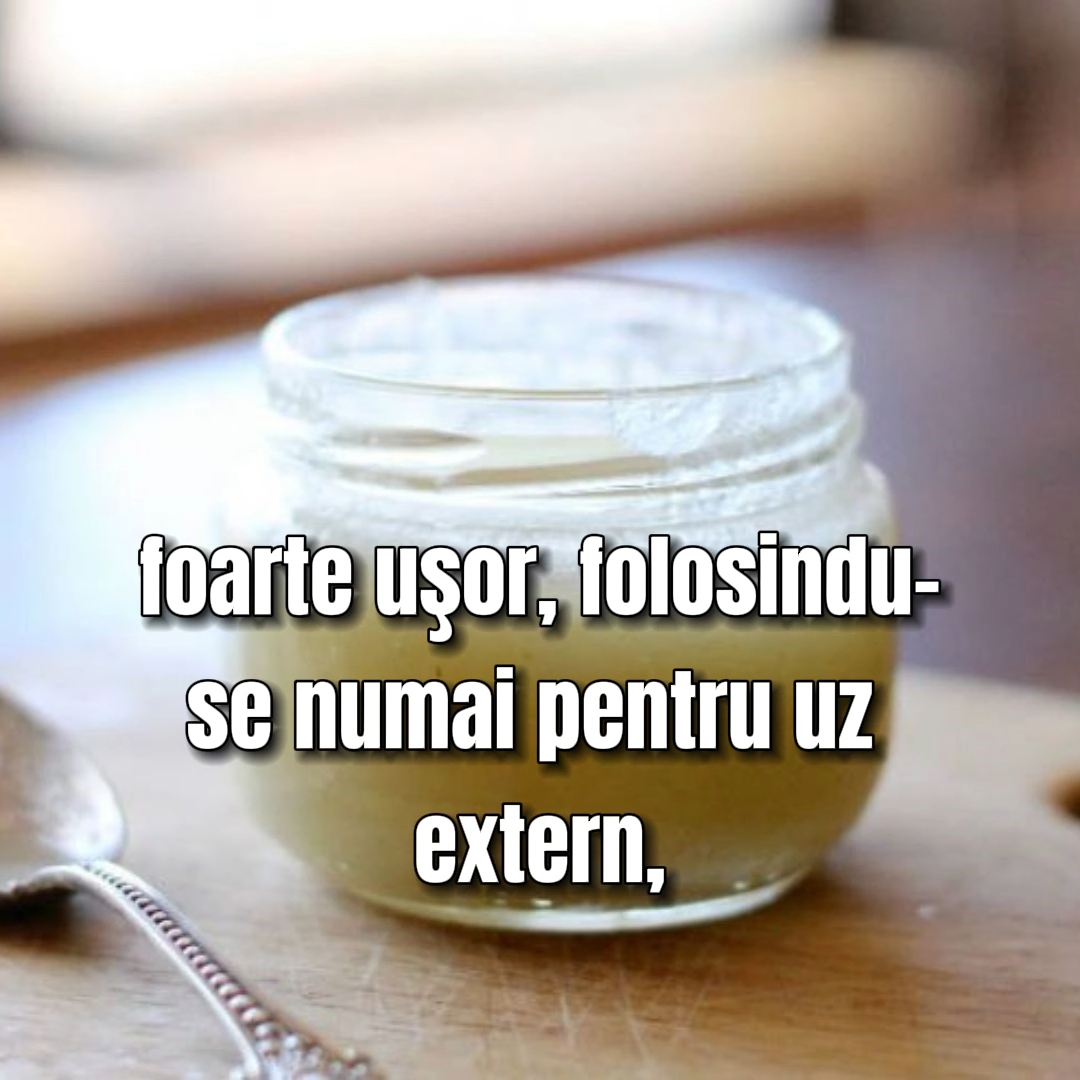 foarte uşor, folosindu-
se numai pentru uz
extern,